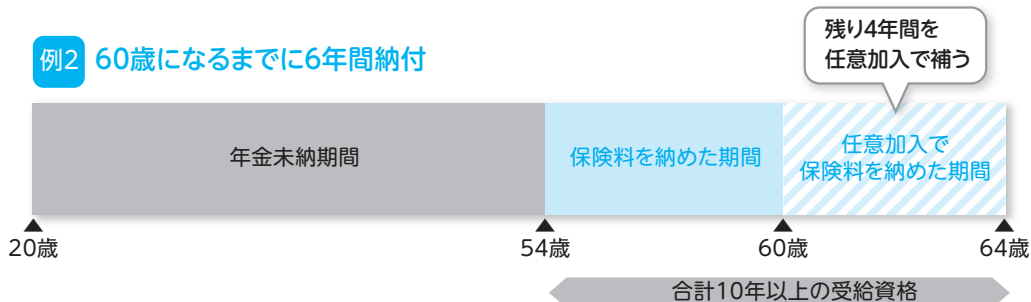 例2 60歳になるまでに6年間納付
残り4年間を
任意加入で補う
年金未納期間
保険料を納めた期間
任意加入で
保険料を納めた期間
20歳
54歳
60歳
64歳
合計10年以上の受給資格